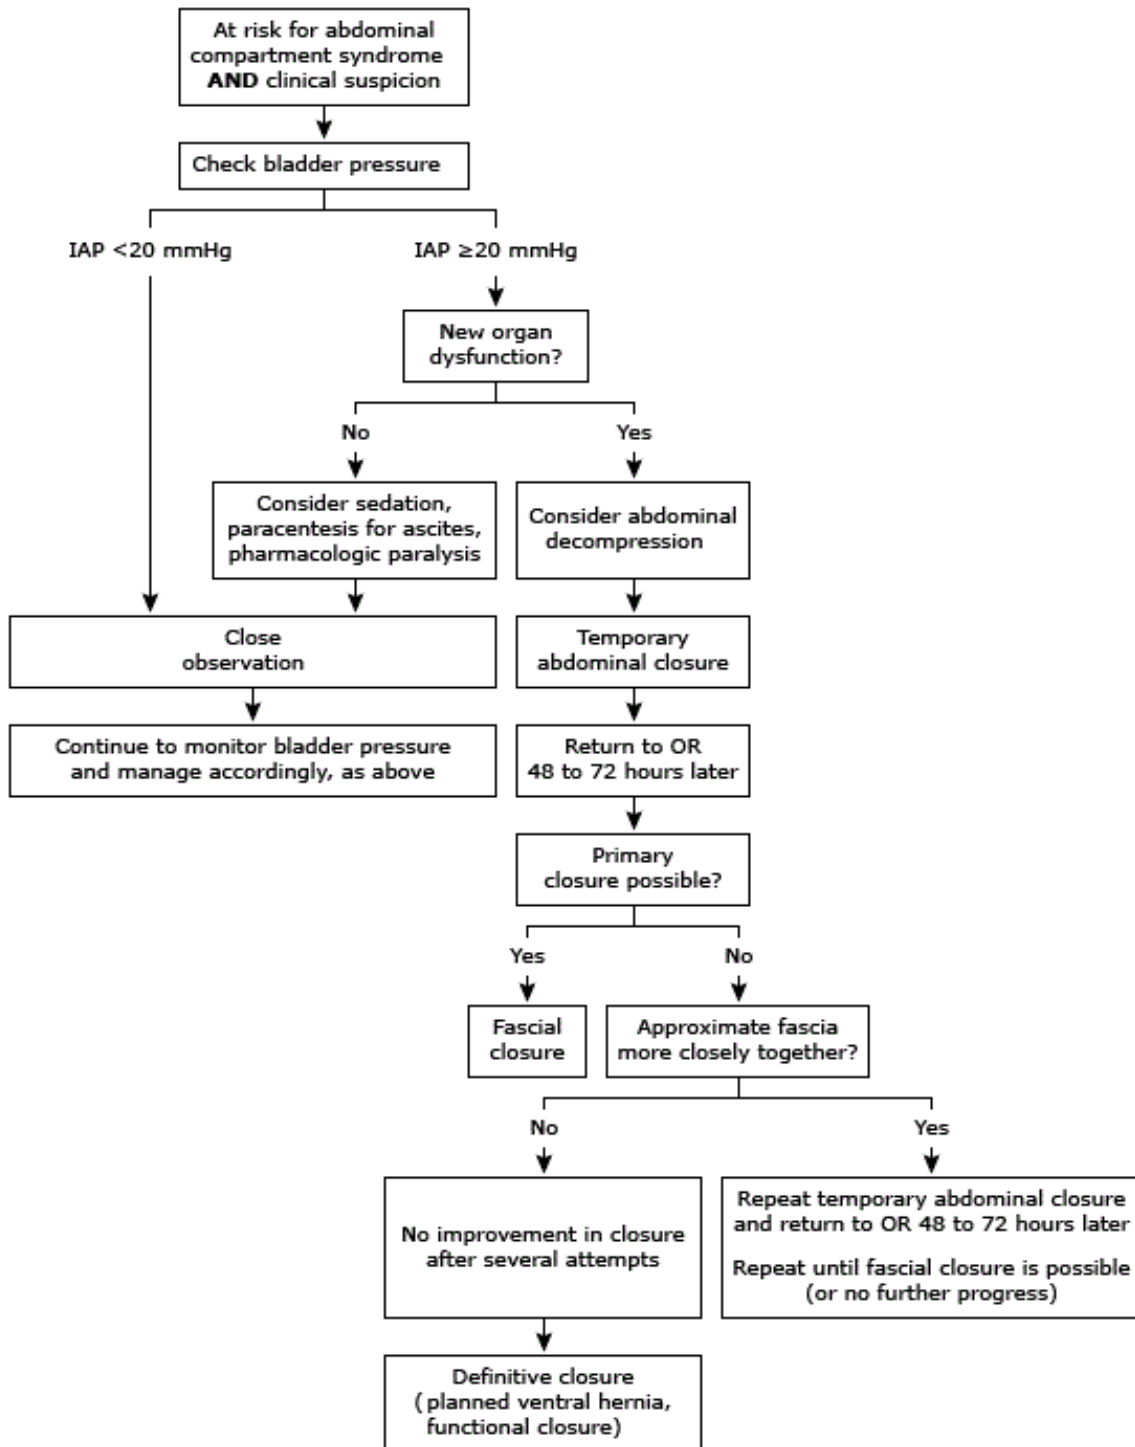 At risk for abdominal
compartment syndrome
AND clinical suspicion
Check bladder pressure
IAP <20 mmHg
IAP ≥20 mmHg
New organ
dysfunction?
No
Yes
Consider sedation,
paracentesis for ascites,
pharmacologic paralysis
Consider abdominal
decompression
Close
observation
Temporary
abdominal closure
Continue to monitor bladder pressure
and manage accordingly, as above
Return to OR
48 to 72 hours later
Primary
closure possible?
Yes
No
Fascial
closure
Approximate fascia
more closely together?
No
Yes
No improvement in closure
after several attempts
Repeat temporary abdominal closure
and return to OR 48 to 72 hours later
Repeat until fascial closure is possible
(or no further progress)
Definitive closure
(planned ventral hernia,
functional closure)